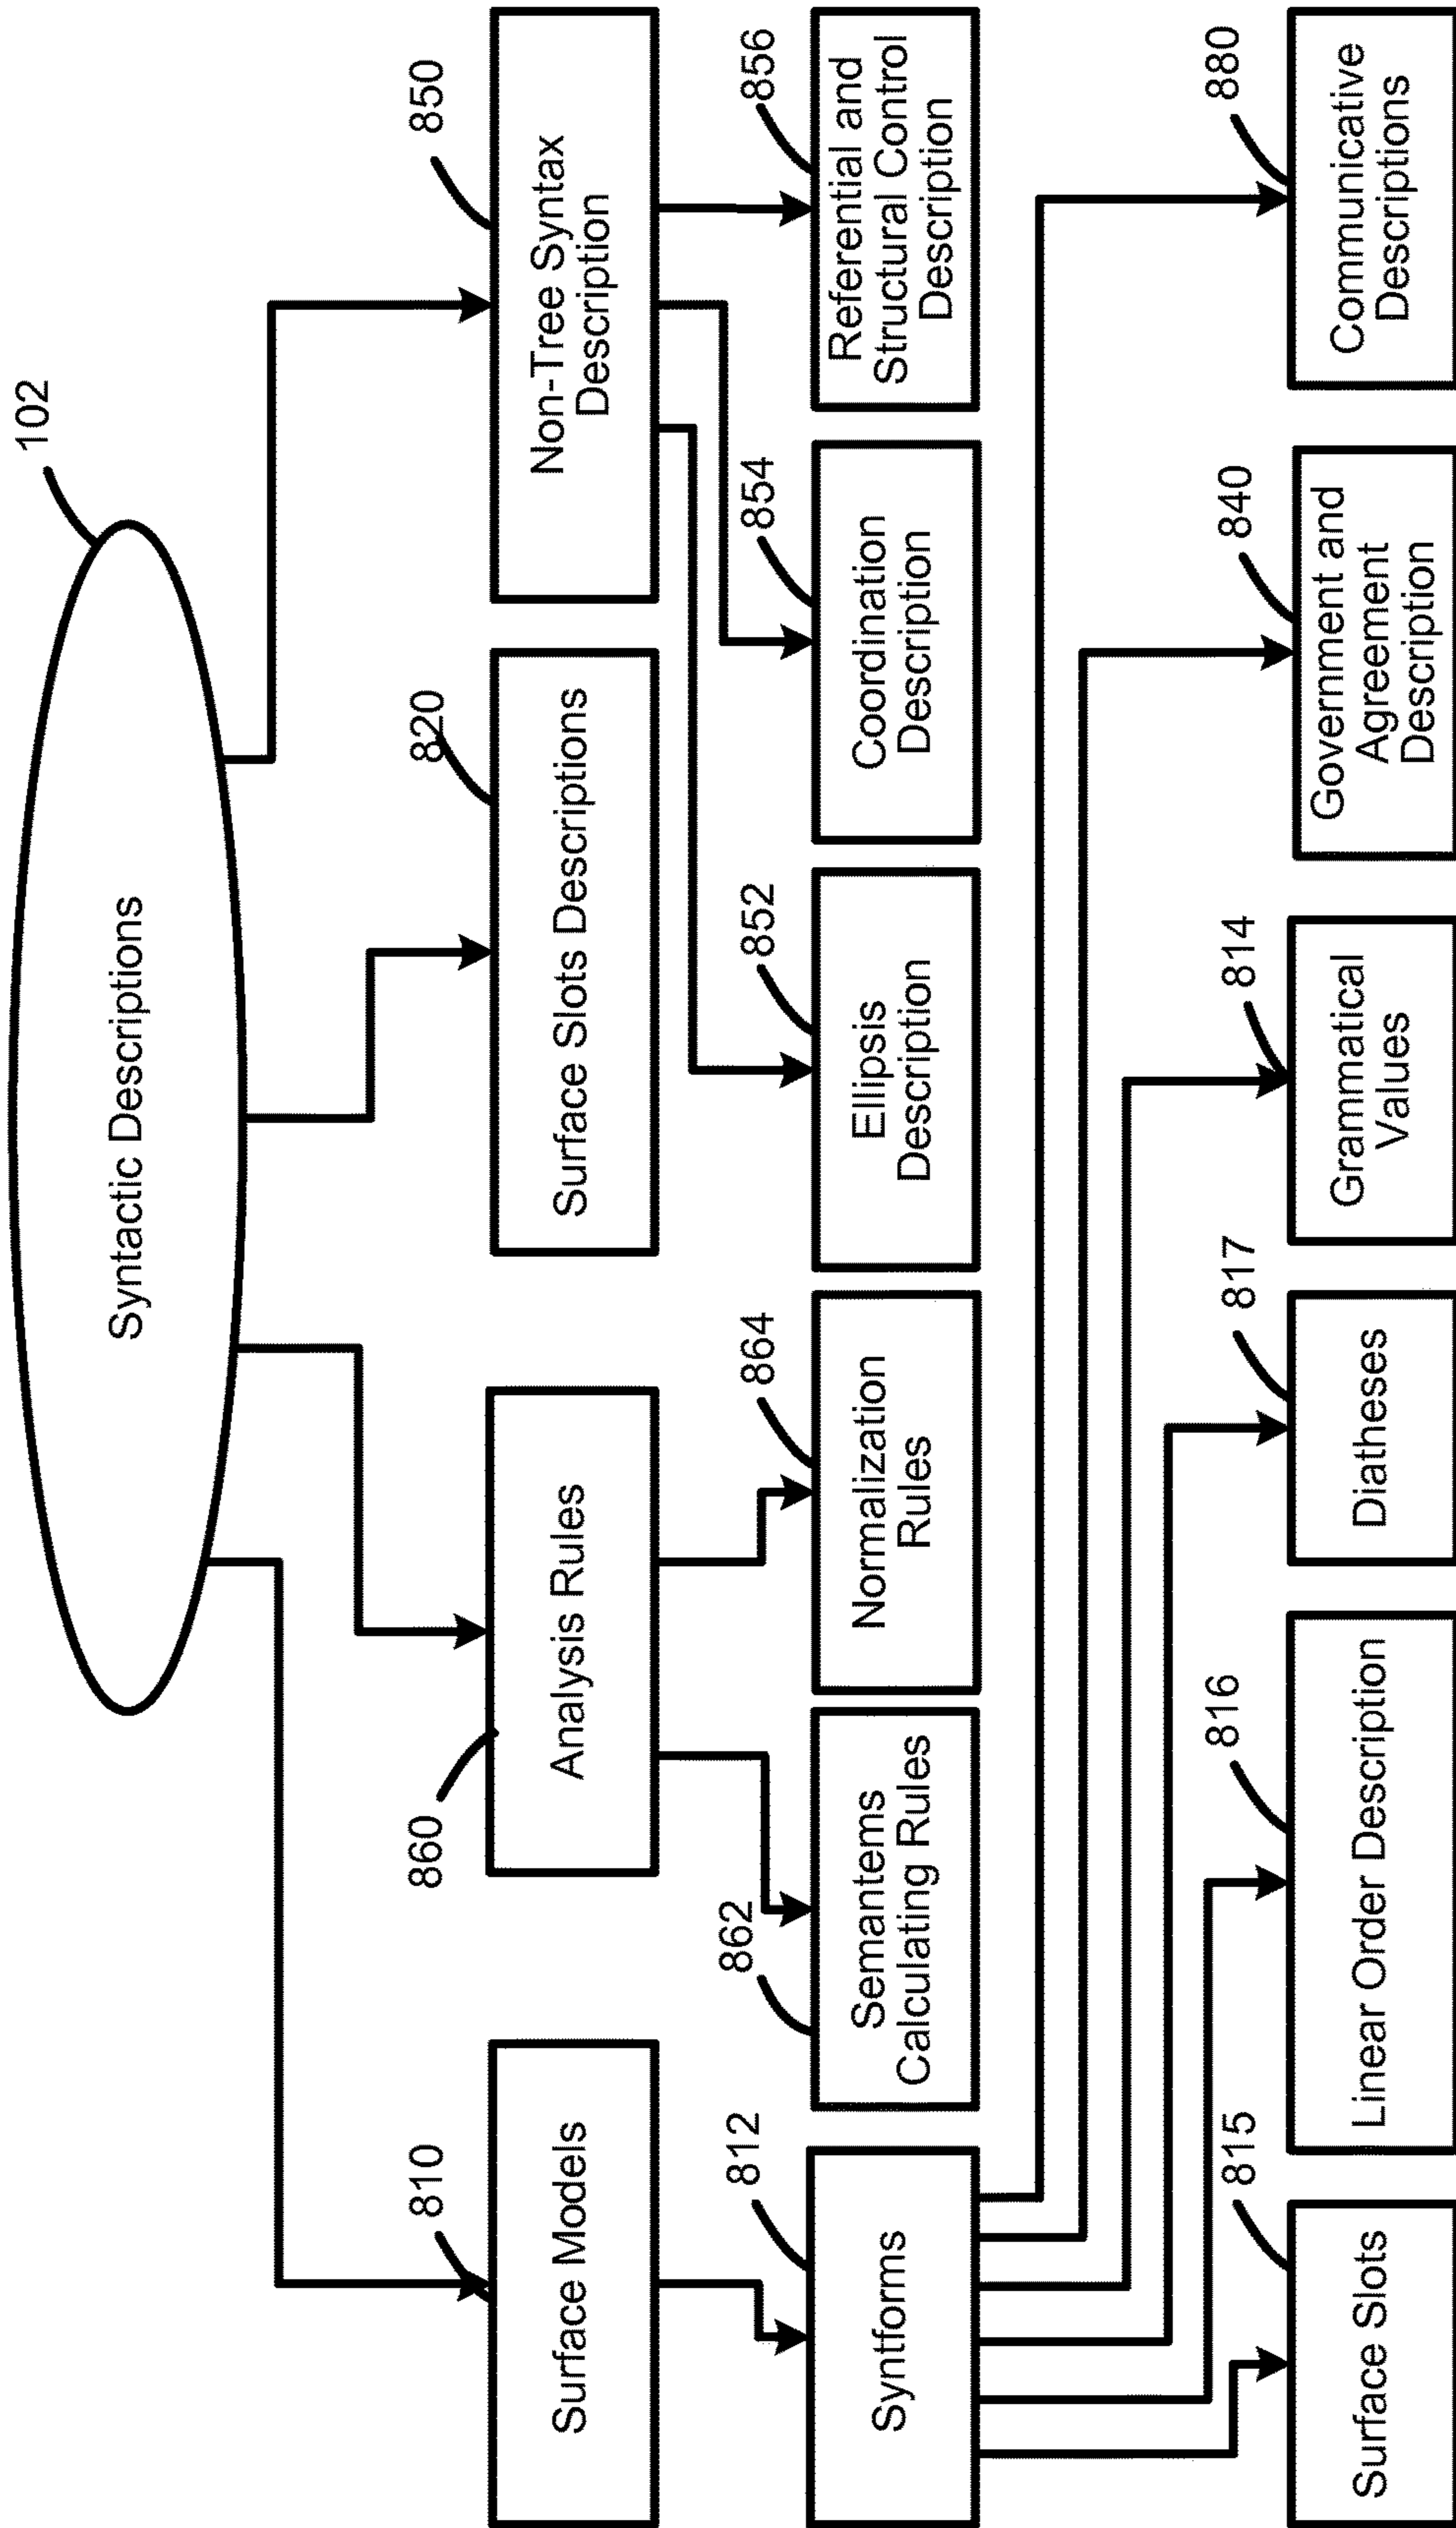 102
Syntactic Descriptions
810
860
820
850
Surface Models
Analysis Rules
Surface Slots Descriptions
Non-Tree Syntax
Description
812
862
864
852
854
856
Syntforms
Semantems
Calculating Rules
Normalization
Rules
Ellipsis
Description
Coordination
Description
Referential and
Structural Control
Description
815
816
817
814
840
880
Surface Slots
Linear Order Description
Diatheses
Grammatical
Values
Government and
Agreement
Description
Communicative
Descriptions